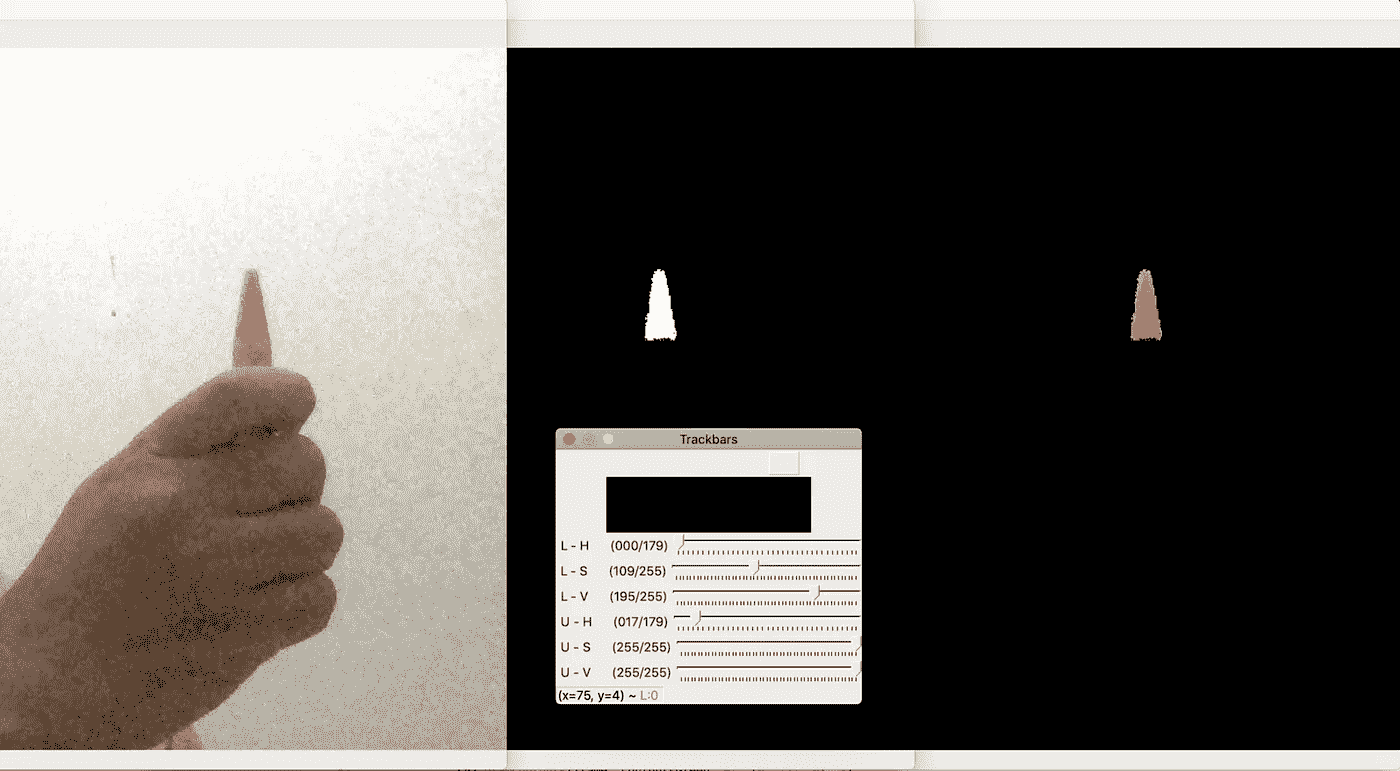 Trackbars
L - H (000/179)
L - S (109/255)
L - V (195/255)
U - H (017/179)
U - S (255/255)
U - V (255/255)
(x=75, y=4) ~ L:0